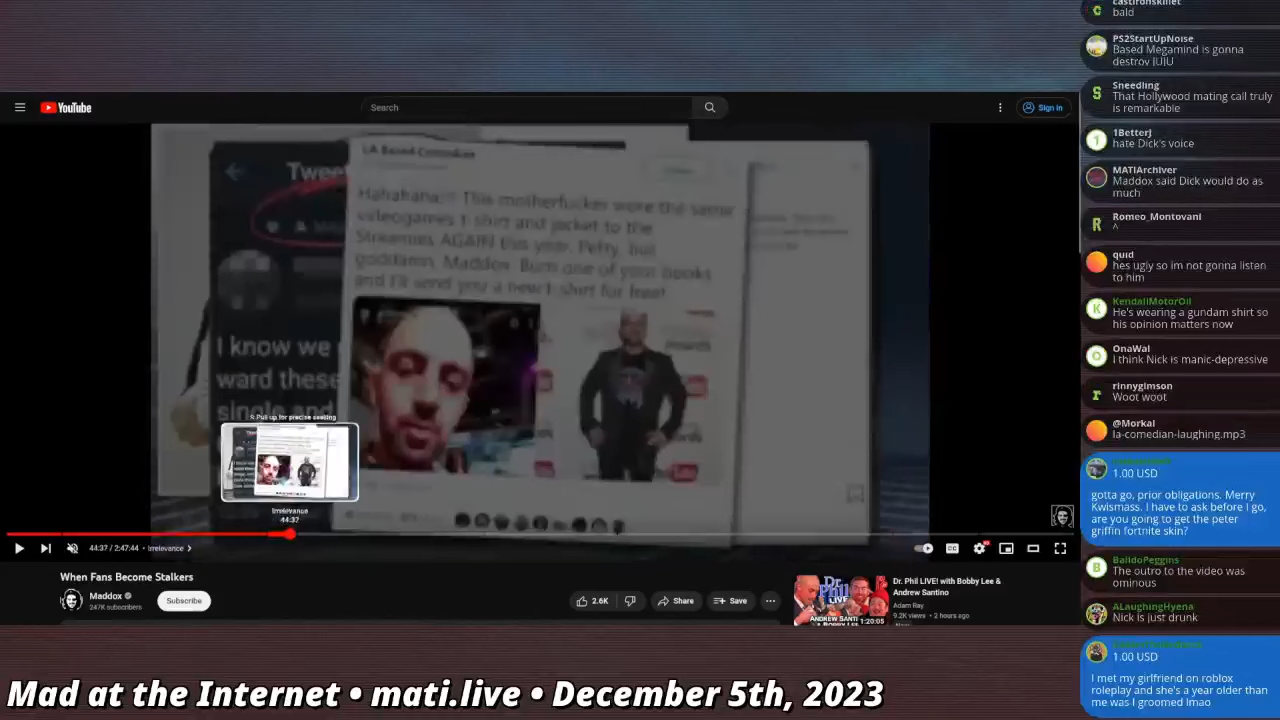 castironskillet
bald
PS2StartUpNoise
Based Megamind is gonna
destroy JUJU
Sneedling
That Hollywood mating call truly
is remarkable
1BetterJ
hate Dick's voice
MATIArchiver
Maddox said Dick would do as
much
Romeo_Montovani
^
quid
hes ugly so im not gonna listen
to him
KendallMotorOil
He's wearing a gundam shirt so
his opinion matters now
OnaWal
I think Nick is manic-depressive
rinnygimson
Woot woot
@Morkal
la-comedian-laughing.mp3
1.00 USD
gotta go, prior obligations. Merry
Kwismass. I have to ask before I go,
are you going to get the peter
griffin fortnite skin?
BalldoPeggins
The outro to the video was
ominous
ALaughingHyena
Nick is just drunk
1.00 USD
I met my girlfriend on roblox
roleplay and she's a year older than
me was I groomed lmao
YouTube
Search
Sign in
Tweet
LA Based Comedian
Hahahaha!! This motherfucker wore the same
videogames t-shirt and jacket to the
Streamies AGAIN this year. Petty, but
goddamn, Maddox. Burn one of your books
and I'll send you a new t-shirt for free!
I know we
ward these
single and
Pull up for precise seeking
Irrelevance
44:37
44:37 / 2:47:44 • Irrelevance >
CC
When Fans Become Stalkers
Maddox
247K subscribers
Subscribe
2.6K
Share
Save
Dr. Phil LIVE! with Bobby Lee &
Andrew Santino
Adam Ray
9.2K views • 2 hours ago
1:20:05
Mad at the Internet • mati.live • December 5th, 2023